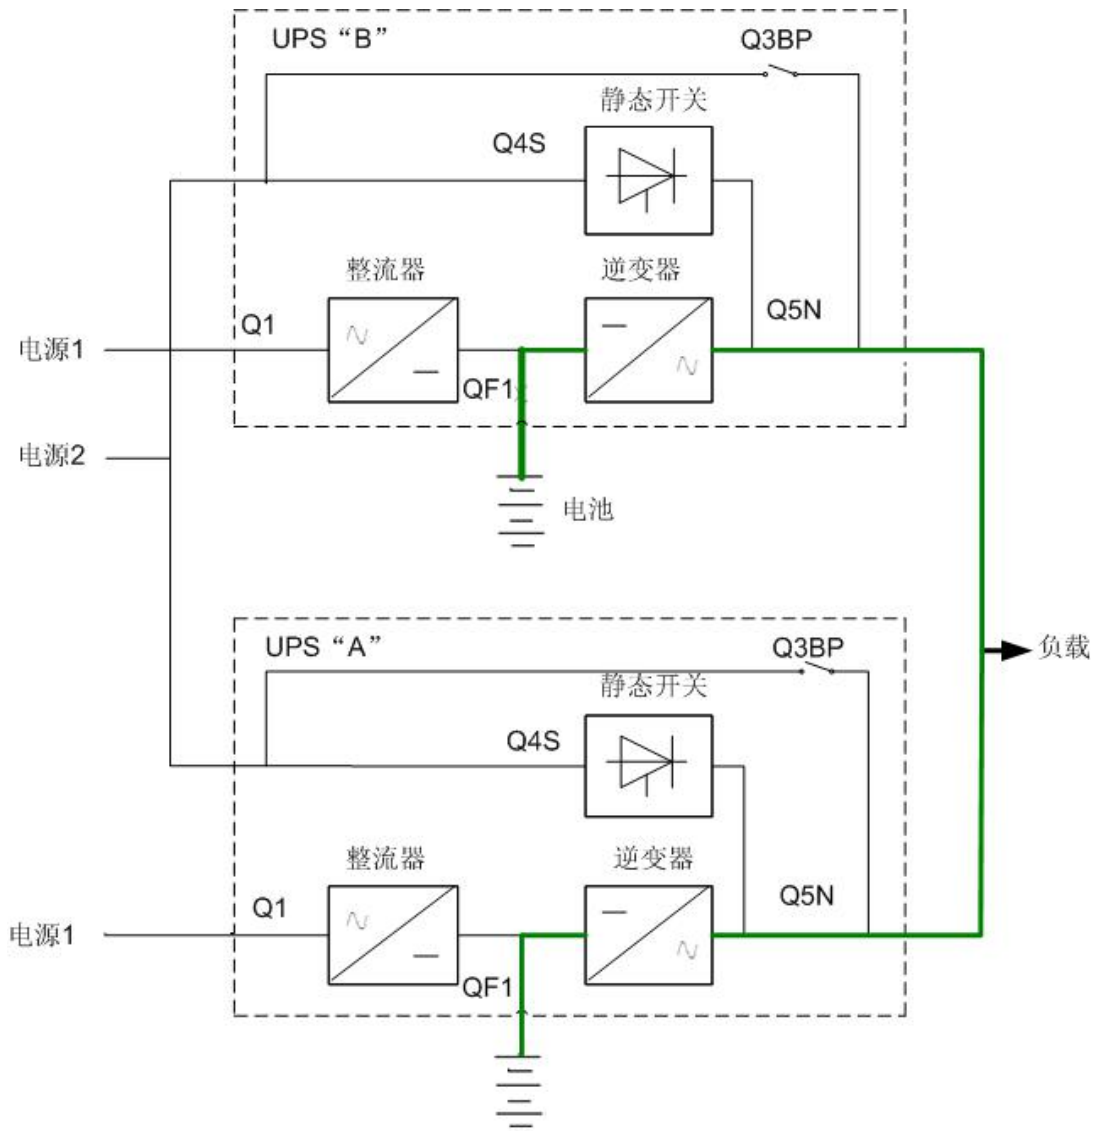 UPS“B”
Q3BP
静态开关
Q4S
整流器
逆变器
Q1
Q5N
电源1
QF1
电源2
电池
UPS“A”
Q3BP
负载
静态开关
Q4S
整流器
逆变器
Q1
Q5N
电源1
QF1